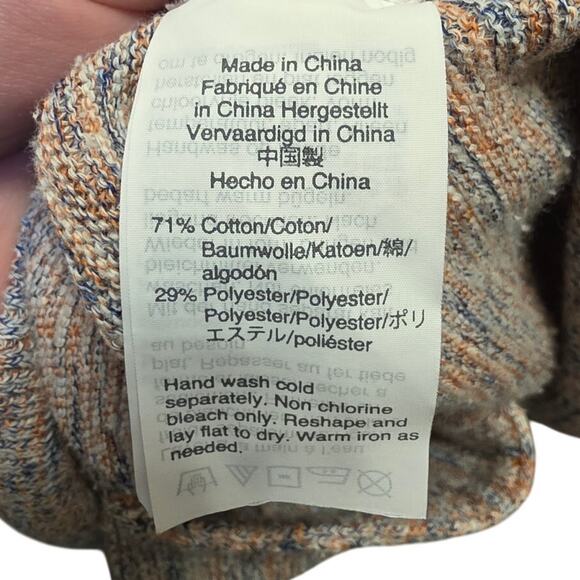 Made in China
Fabriqué en Chine
in China Hergestellt
Vervaardigd in China
中国製
Hecho en China
71% Cotton/Coton/
Baumwolle/Katoen/綿/
algodón
29% Polyester/Polyester/
Polyester/Polyester/ポリ
エステル/poliéster
Hand wash cold
separately. Non chlorine
bleach only. Reshape and
lay flat to dry. Warm iron as
needed.